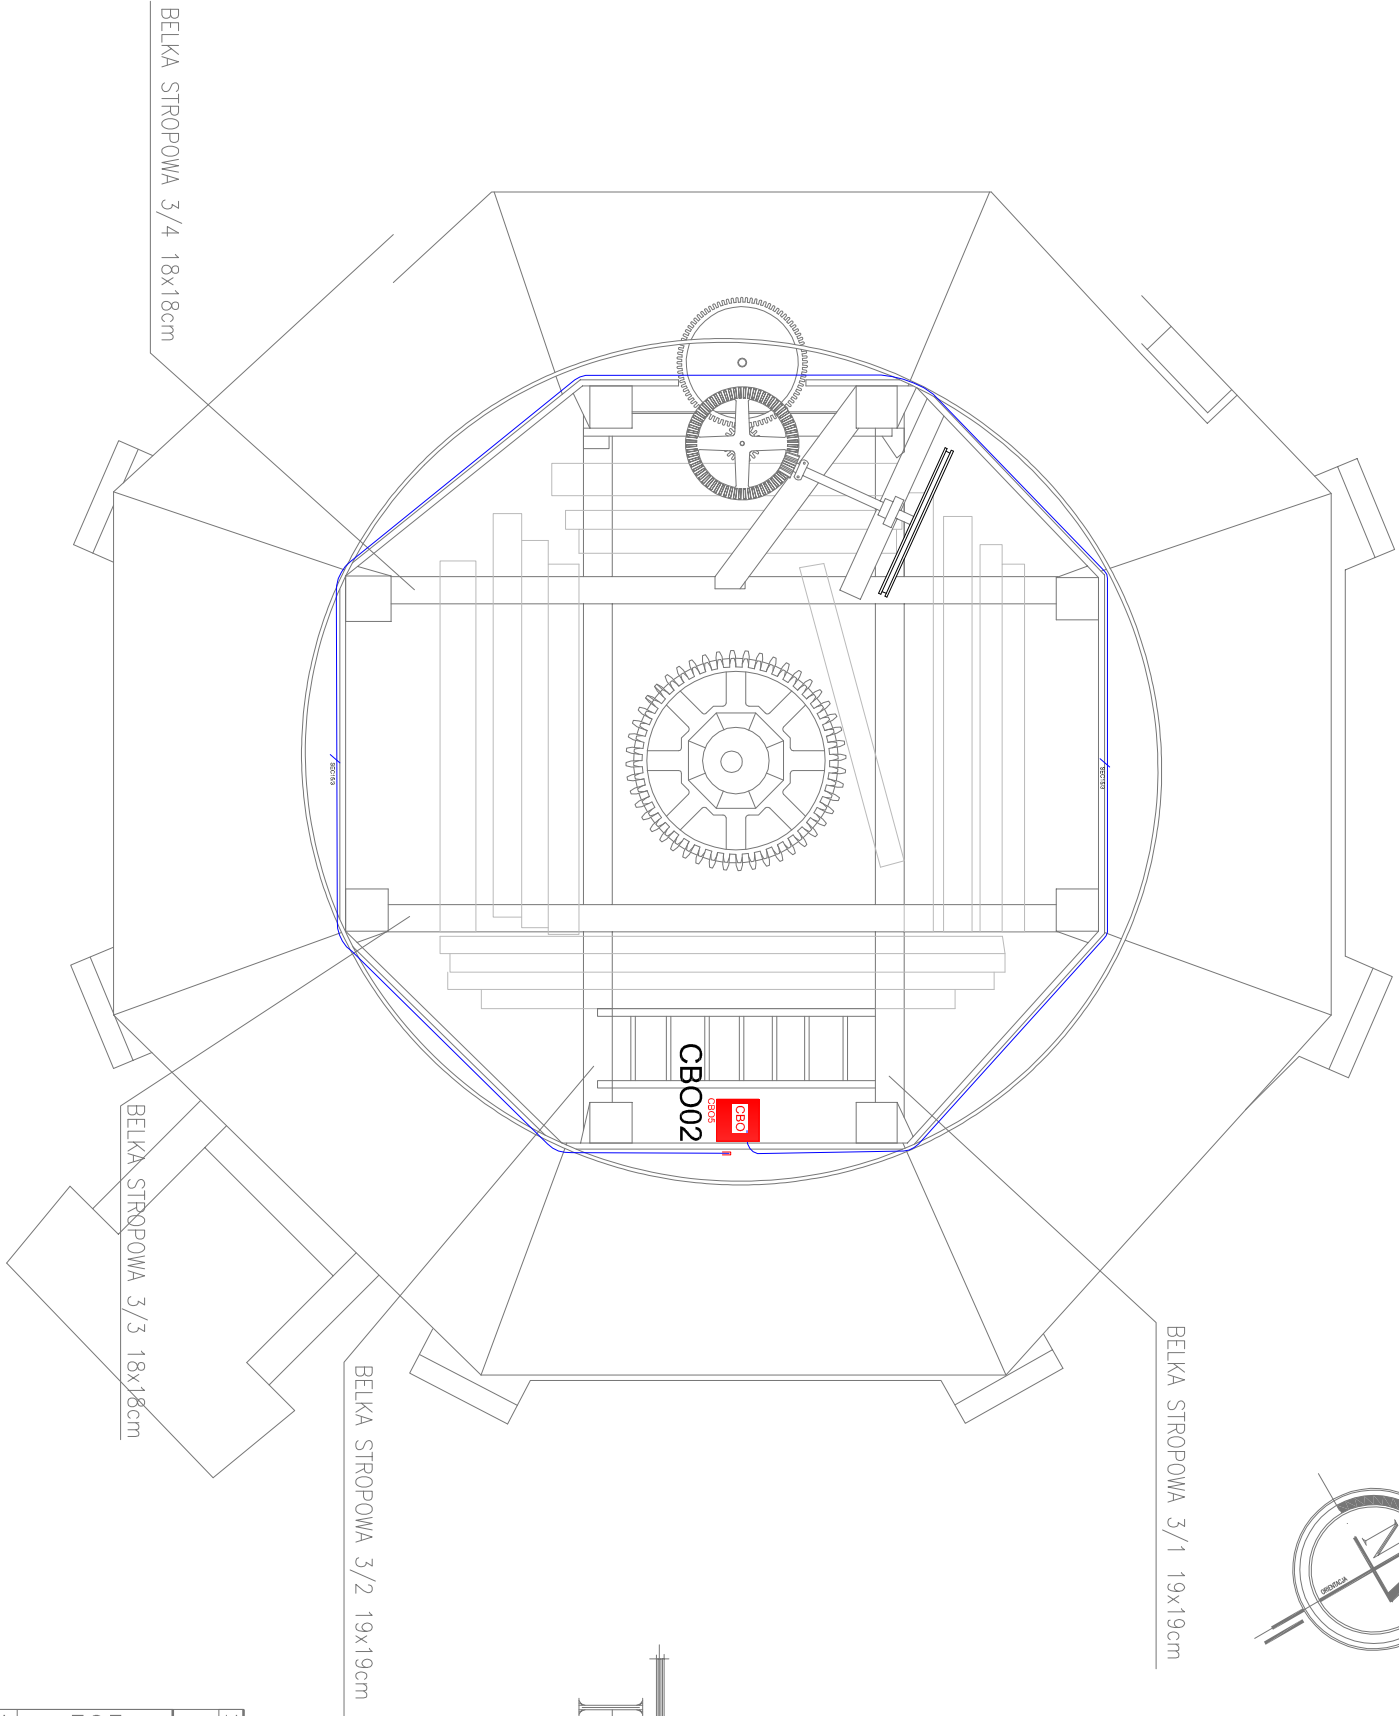 BELKA STROPOWA 3/4 18x18cm
BELKA STROPOWA 3/3 18x18cm
BELKA STROPOWA 3/2 19x19cm
BELKA STROPOWA 3/1 19x19cm
CBO02
CBO5
CBO
ORIENTACJA